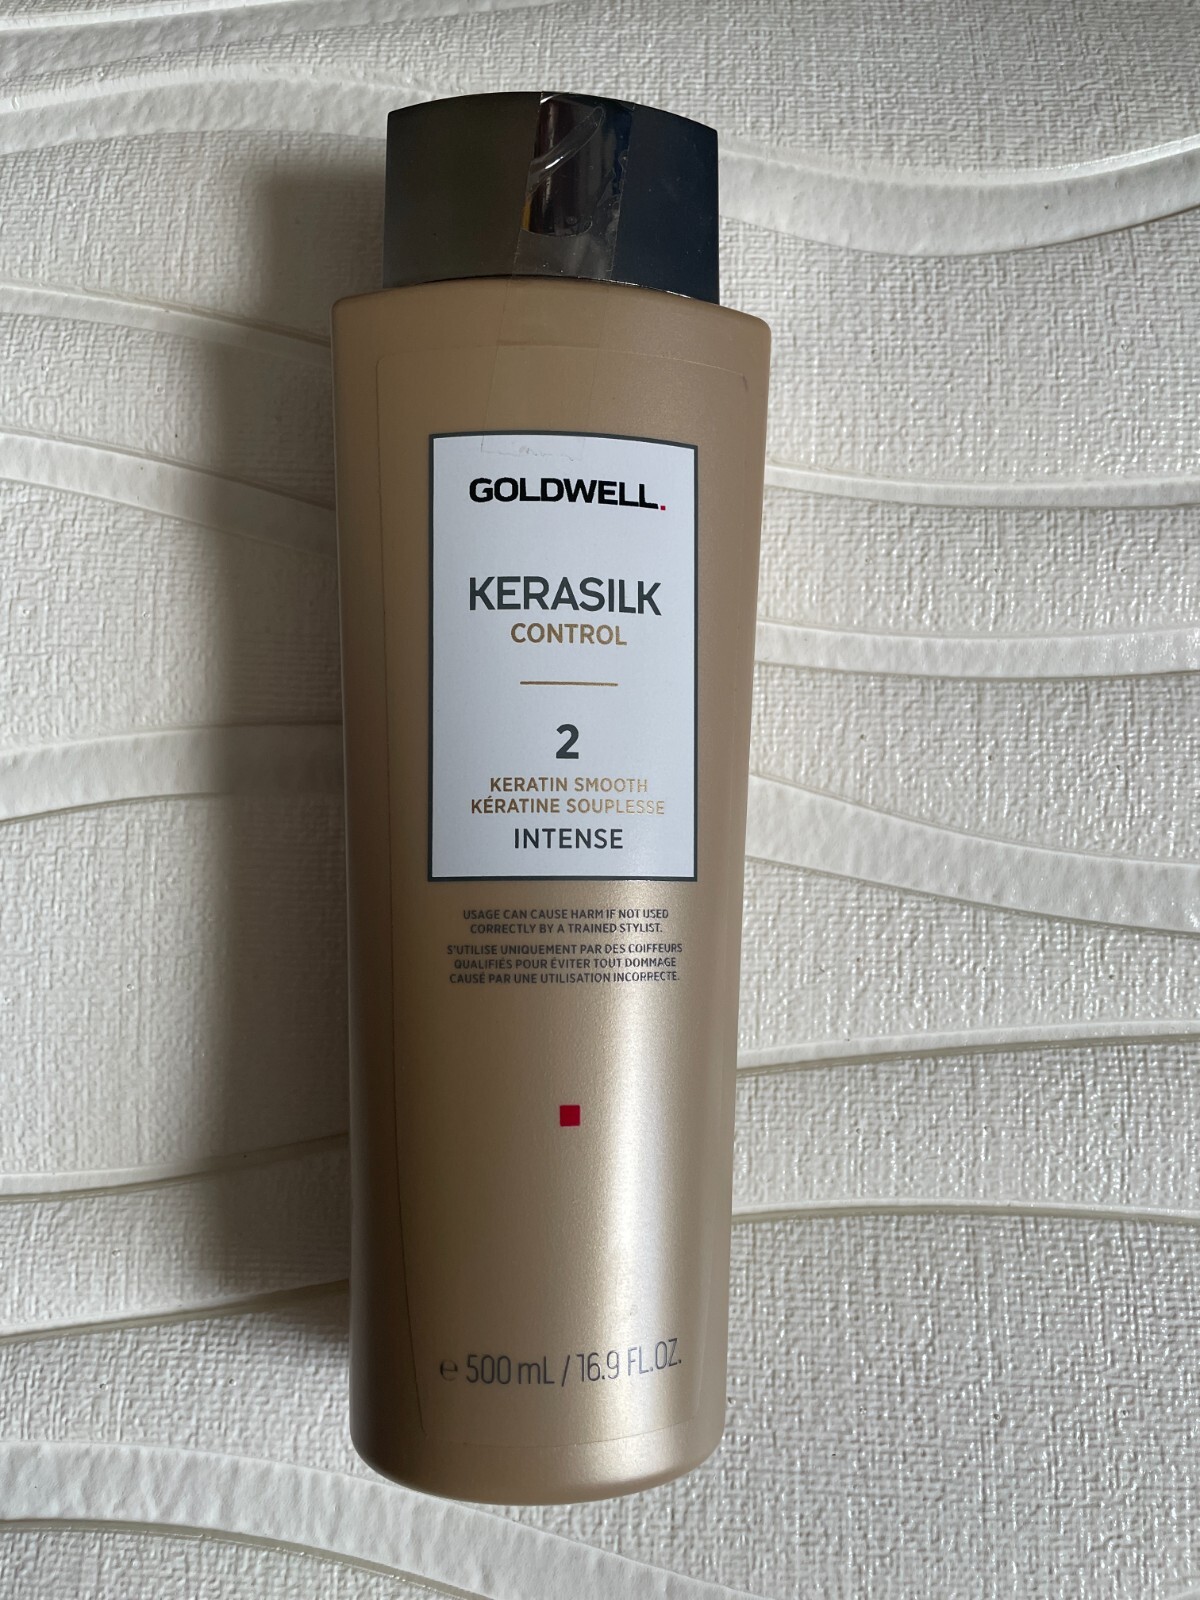 GOLDWELL.
KERASILK
CONTROL
2
KERATIN SMOOTH
KÉRATINE SOUPLESSE
INTENSE
USAGE CAN CAUSE HARM IF NOT USED
CORRECTLY BY A TRAINED STYLIST.
S'UTILISE UNIQUEMENT PAR DES COIFFEURS
QUALIFIÉS POUR ÉVITER TOUT DOMMAGE
CAUSÉ PAR UNE UTILISATION INCORRECTE.
℮ 500 mL / 16.9 FL.OZ.